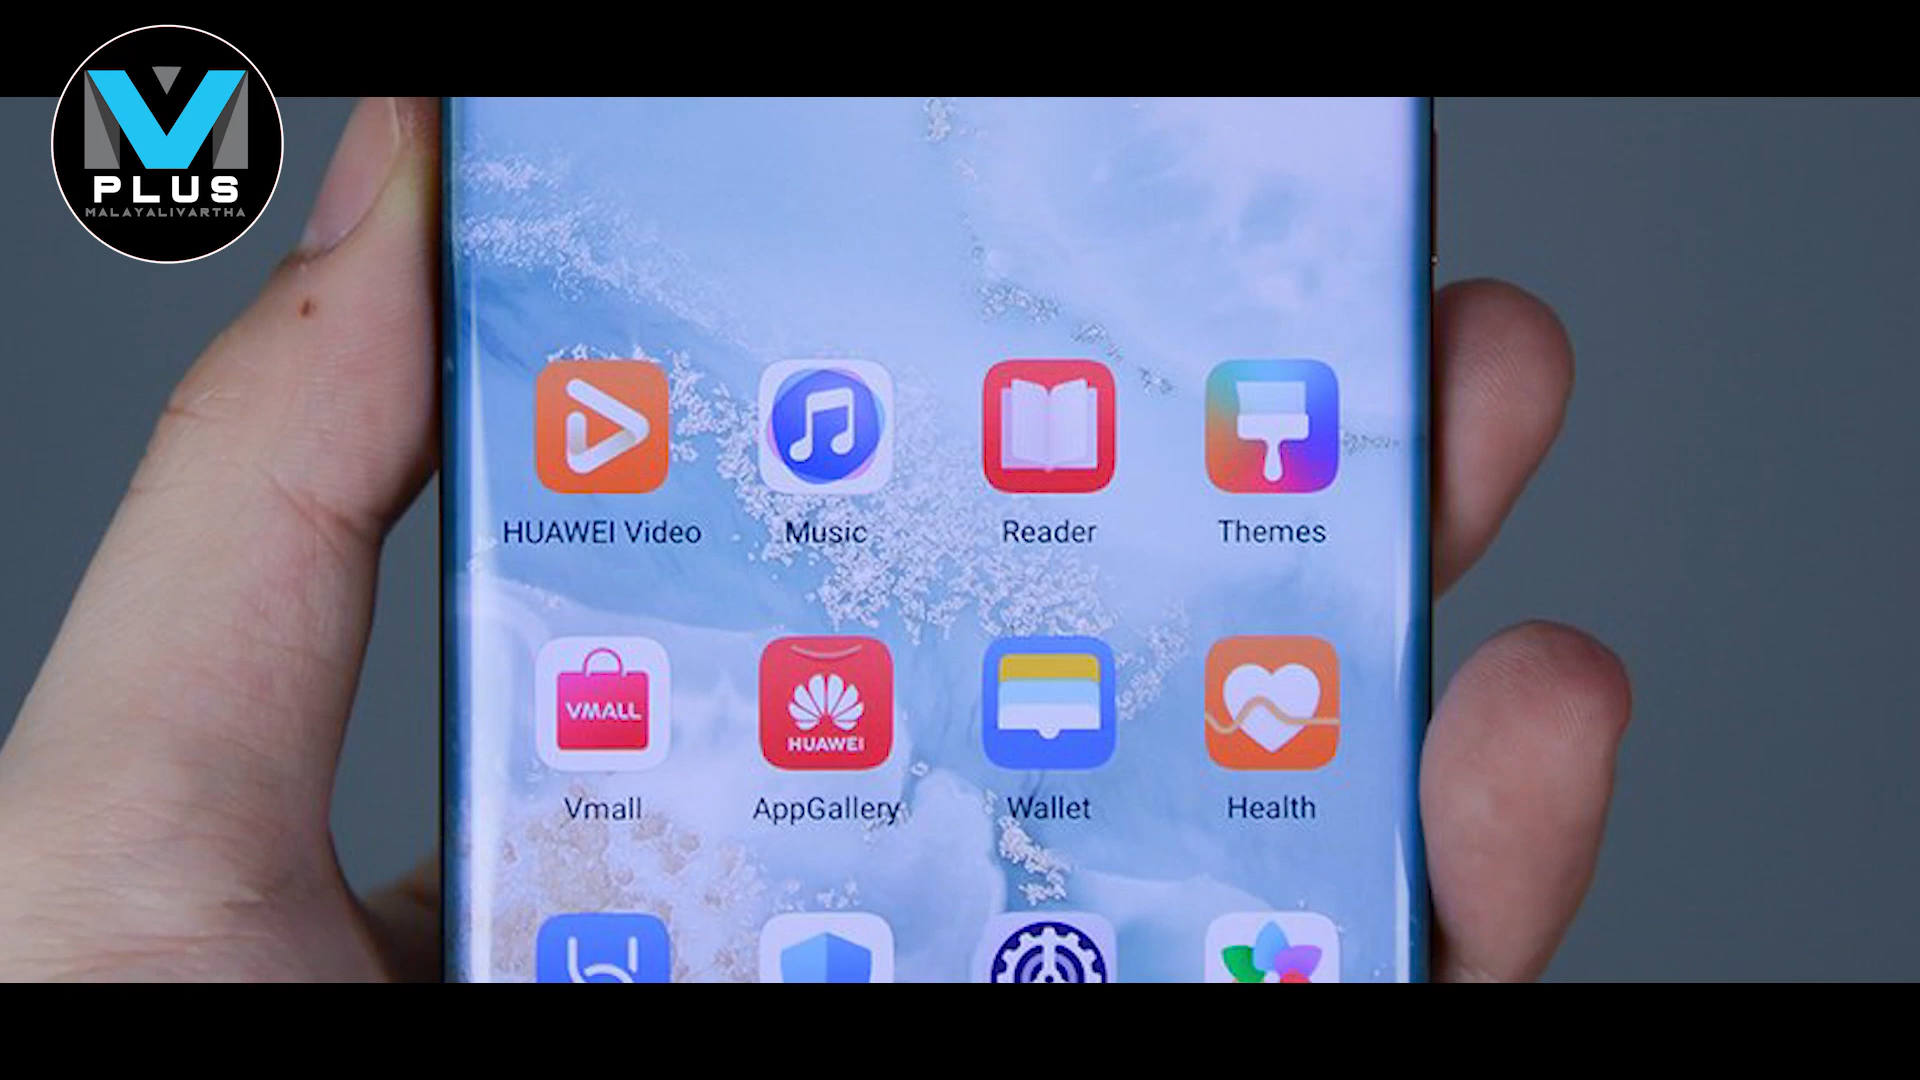 PLUS
MALAYALIVARTHA
HUAWEI Video
Music
Reader
Themes
VMALL
HUAWEI
Vmall
AppGallery
Wallet
Health